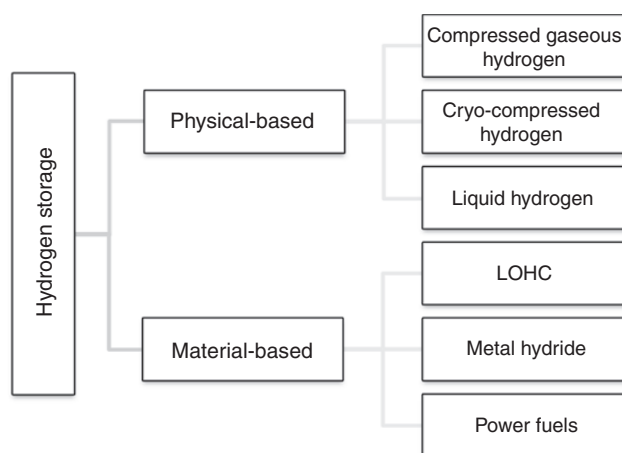 Hydrogen storage
Physical-based
Compressed gaseous
hydrogen
Cryo-compressed
hydrogen
Liquid hydrogen
Material-based
LOHC
Metal hydride
Power fuels